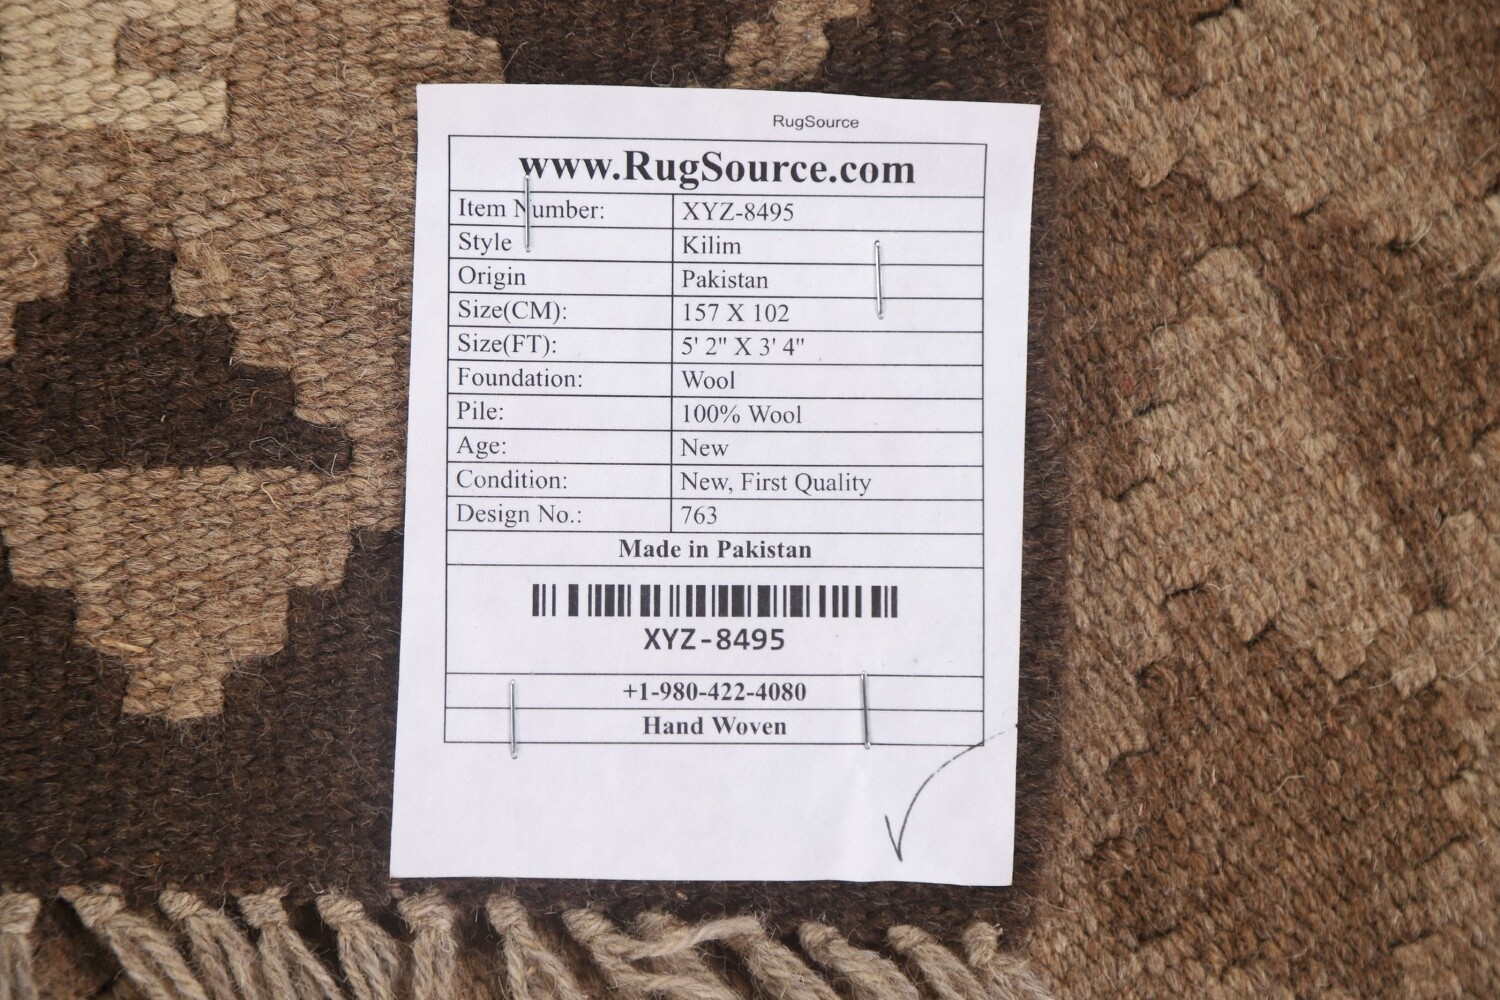 RugSource
www.RugSource.com
Item Number: XYZ-8495
Style Kilim
Origin Pakistan
Size(CM): 157 X 102
Size(FT): 5' 2" X 3' 4"
Foundation: Wool
Pile: 100% Wool
Age: New
Condition: New, First Quality
Design No.: 763
Made in Pakistan
XYZ-8495
+1-980-422-4080
Hand Woven